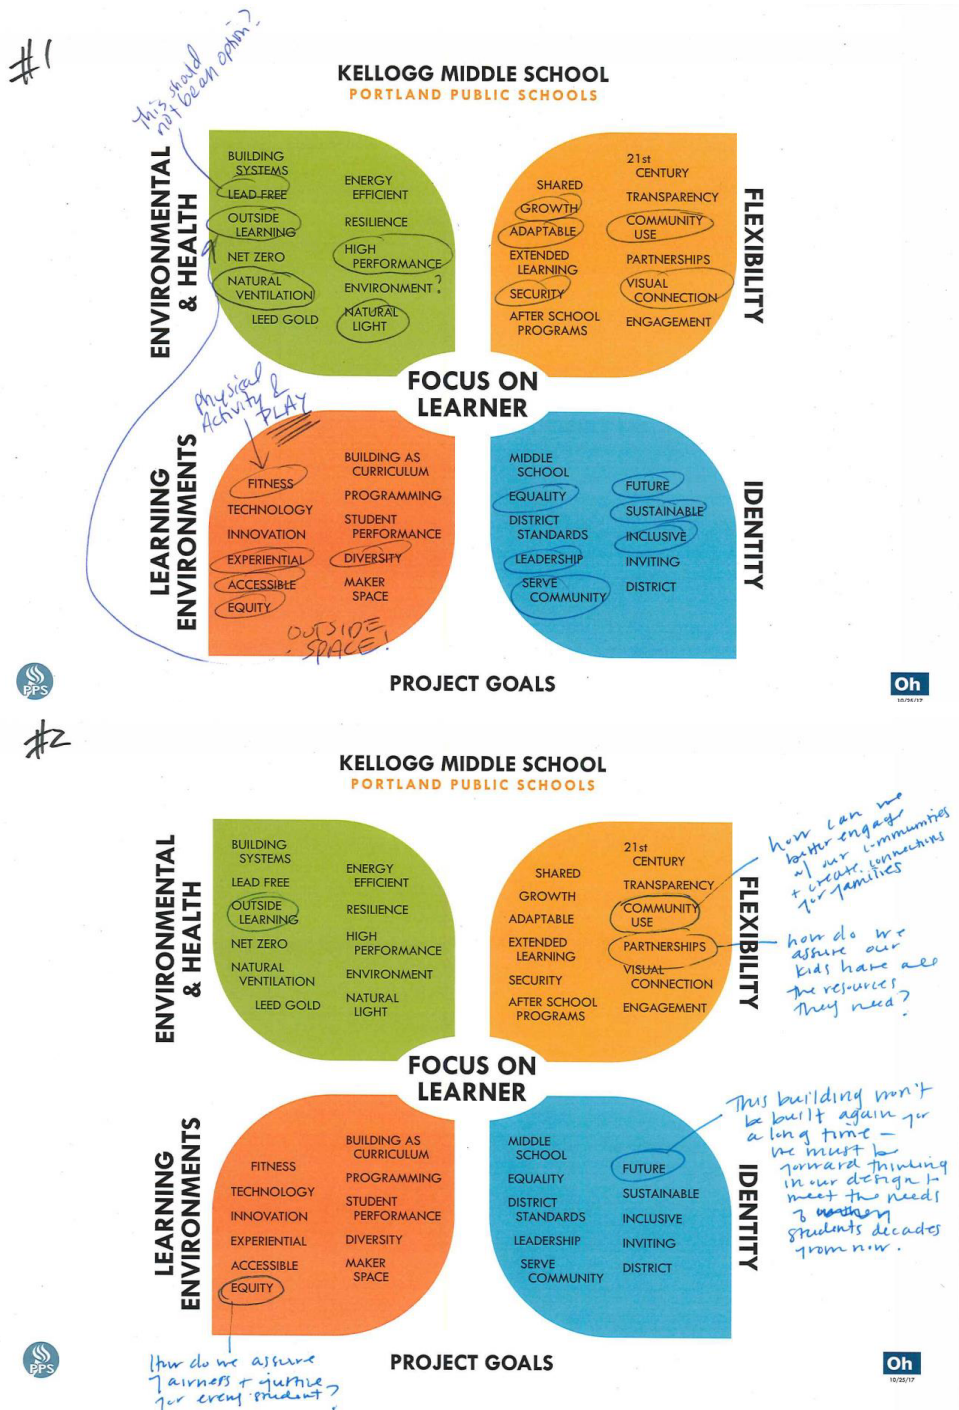 #1
This should
not be an option?
KELLOGG MIDDLE SCHOOL
PORTLAND PUBLIC SCHOOLS
ENVIRONMENTAL
& HEALTH
BUILDING
SYSTEMS
LEAD FREE
OUTSIDE
LEARNING
NET ZERO
NATURAL
VENTILATION
LEED GOLD
ENERGY
EFFICIENT
RESILIENCE
HIGH
PERFORMANCE
ENVIRONMENT ?
NATURAL
LIGHT
SHARED
GROWTH
ADAPTABLE
EXTENDED
LEARNING
SECURITY
AFTER SCHOOL
PROGRAMS
21st
CENTURY
TRANSPARENCY
COMMUNITY
USE
PARTNERSHIPS
VISUAL
CONNECTION
ENGAGEMENT
FLEXIBILITY
FOCUS ON
LEARNER
Physical
Activity &
PLAY
LEARNING
ENVIRONMENTS
FITNESS
TECHNOLOGY
INNOVATION
EXPERIENTIAL
ACCESSIBLE
EQUITY
BUILDING AS
CURRICULUM
PROGRAMMING
STUDENT
PERFORMANCE
DIVERSITY
MAKER
SPACE
OUTSIDE
SPACE!
MIDDLE
SCHOOL
EQUALITY
DISTRICT
STANDARDS
LEADERSHIP
SERVE
COMMUNITY
FUTURE
SUSTAINABLE
INCLUSIVE
INVITING
DISTRICT
IDENTITY
PPS
PROJECT GOALS
Oh
10/25/17
#2
KELLOGG MIDDLE SCHOOL
PORTLAND PUBLIC SCHOOLS
ENVIRONMENTAL
& HEALTH
BUILDING
SYSTEMS
LEAD FREE
OUTSIDE
LEARNING
NET ZERO
NATURAL
VENTILATION
LEED GOLD
ENERGY
EFFICIENT
RESILIENCE
HIGH
PERFORMANCE
ENVIRONMENT
NATURAL
LIGHT
SHARED
GROWTH
ADAPTABLE
EXTENDED
LEARNING
SECURITY
AFTER SCHOOL
PROGRAMS
21st
CENTURY
TRANSPARENCY
COMMUNITY
USE
PARTNERSHIPS
VISUAL
CONNECTION
ENGAGEMENT
FLEXIBILITY
how can we
better engage
w/ our communities
+ create connections
for families
how do we
assure our
kids have all
the resources
they need?
FOCUS ON
LEARNER
LEARNING
ENVIRONMENTS
FITNESS
TECHNOLOGY
INNOVATION
EXPERIENTIAL
ACCESSIBLE
EQUITY
BUILDING AS
CURRICULUM
PROGRAMMING
STUDENT
PERFORMANCE
DIVERSITY
MAKER
SPACE
MIDDLE
SCHOOL
EQUALITY
DISTRICT
STANDARDS
LEADERSHIP
SERVE
COMMUNITY
FUTURE
SUSTAINABLE
INCLUSIVE
INVITING
DISTRICT
IDENTITY
This building won't
be built again for
a long time –
we must be
forward thinking
in our design +
meet the needs
students decades
from now.
How do we assure
fairness + justice
for every student?
PPS
PROJECT GOALS
Oh
10/25/17